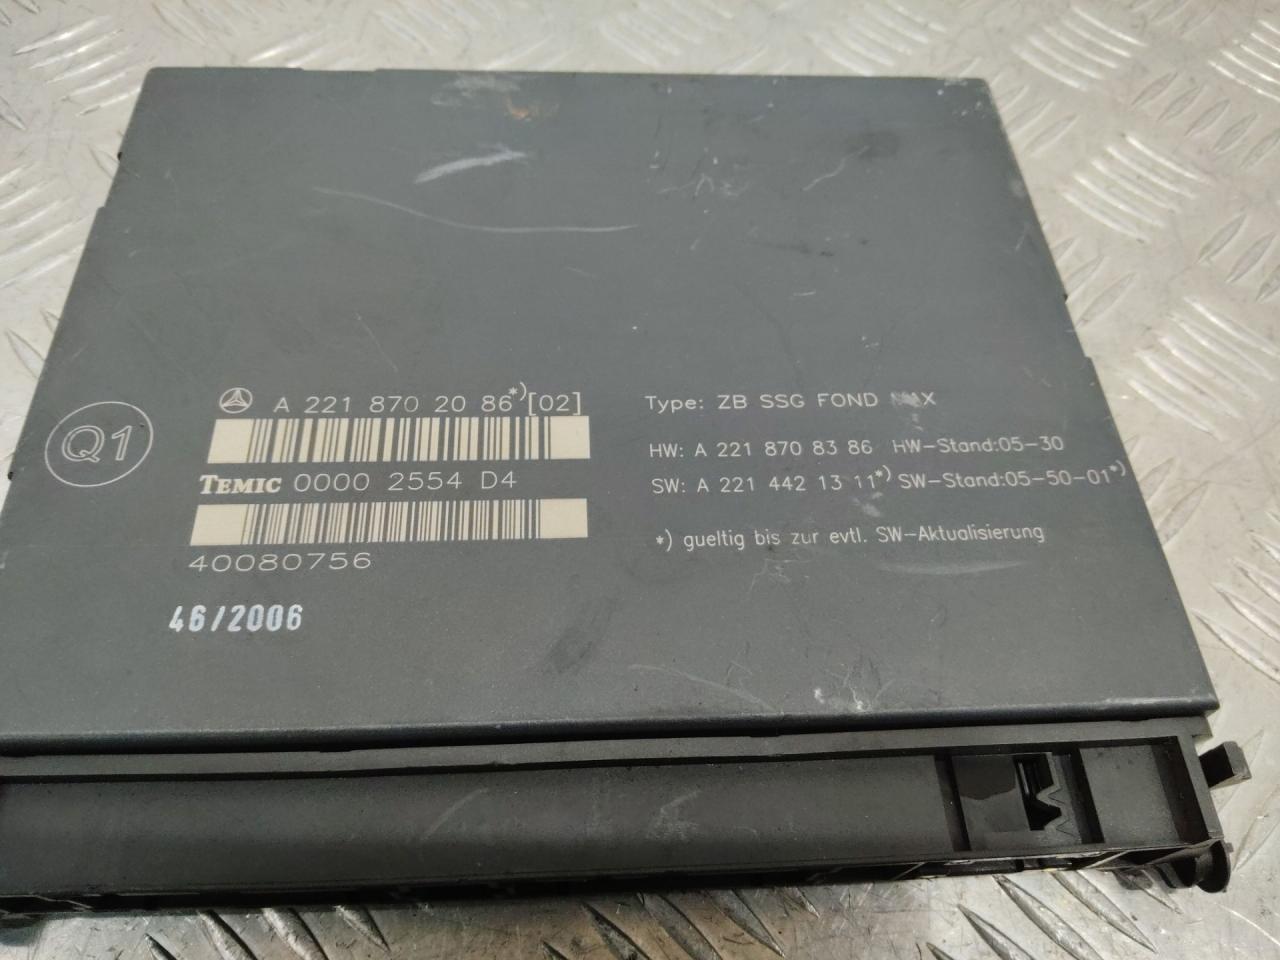 Q1
A 221 870 20 86*)[02]
TEMIC 0000 2554 D4
40080756
46/2006
Type: ZB SSG FOND
HW: A 221 870 83 86 HW-Stand:05-30
SW: A 221 442 13 11*) SW-Stand:05-50-01*)
*) gueltig bis zur evtl. SW-Aktualisierung